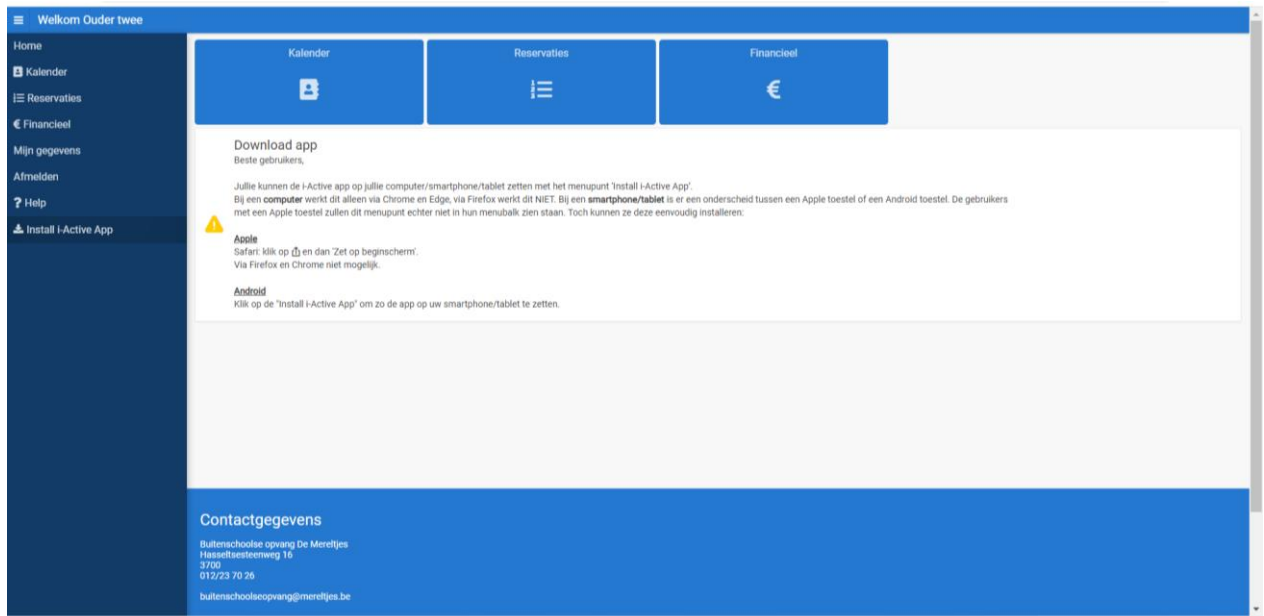 Welkom Ouder twee
Home
Kalender
Reservaties
€ Financieel
Mijn gegevens
Afmelden
? Help
Install i-Active App
Kalender
Reservaties
Financieel
€
Download app
Beste gebruikers,
Jullie kunnen de i-Active app op jullie computer/smartphone/tablet zetten met het menupunt 'Install i-Active App'.
Bij een computer werkt dit alleen via Chrome en Edge, via Firefox werkt dit NIET. Bij een smartphone/tablet is er een onderscheid tussen een Apple toestel of een Android toestel. De gebruikers
met een Apple toestel zullen dit menupunt echter niet in hun menubalk zien staan. Toch kunnen ze deze eenvoudig installeren:
Apple
Safari: klik op en dan 'Zet op beginscherm'.
Via Firefox en Chrome niet mogelijk.
Android
Klik op de "Install i-Active App" om zo de app op uw smartphone/tablet te zetten.
Contactgegevens
Buitenschoolse opvang De Mereltjes
Hasseltsesteenweg 16
3700
012/23 70 26
buitenschoolseopvang@mereltjes.be